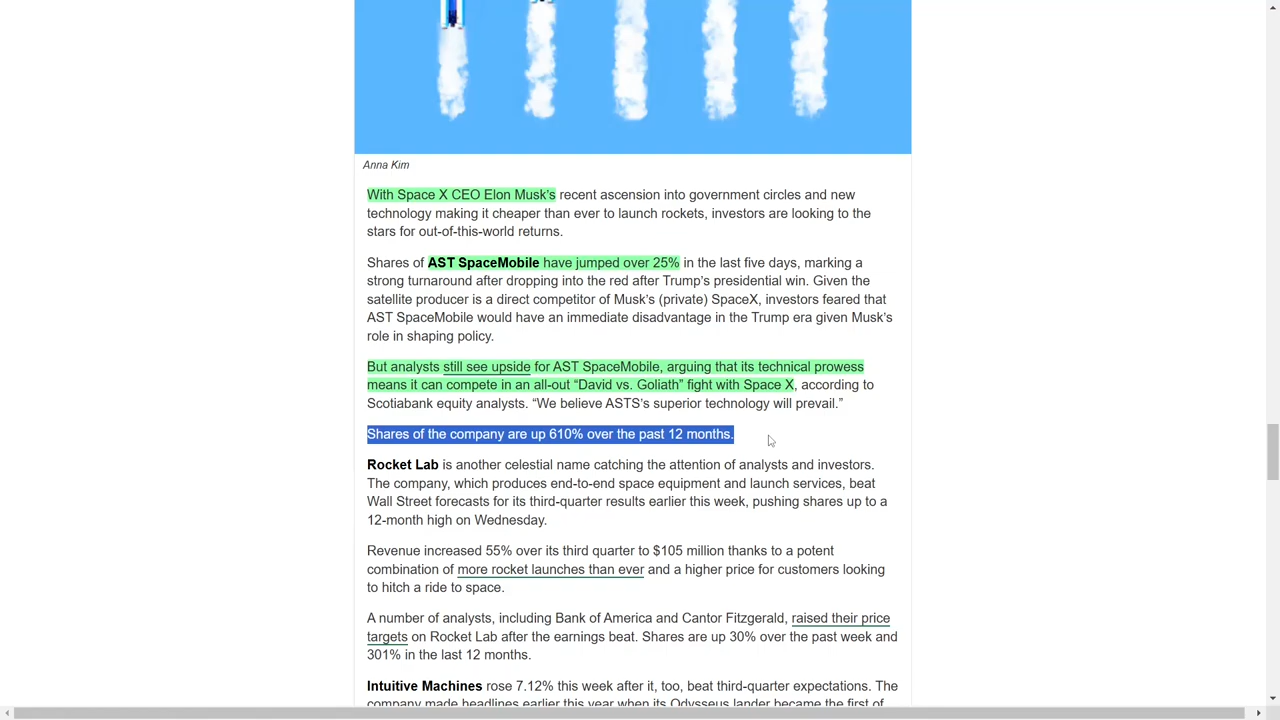 Anna Kim
With Space X CEO Elon Musk's recent ascension into government circles and new
technology making it cheaper than ever to launch rockets, investors are looking to the
stars for out-of-this-world returns.
Shares of AST SpaceMobile have jumped over 25% in the last five days, marking a
strong turnaround after dropping into the red after Trump's presidential win. Given the
satellite producer is a direct competitor of Musk's (private) SpaceX, investors feared that
AST SpaceMobile would have an immediate disadvantage in the Trump era given Musk's
role in shaping policy.
But analysts still see upside for AST SpaceMobile, arguing that its technical prowess
means it can compete in an all-out “David vs. Goliath” fight with Space X, according to
Scotiabank equity analysts. “We believe ASTS's superior technology will prevail.”
Shares of the company are up 610% over the past 12 months.
Rocket Lab is another celestial name catching the attention of analysts and investors.
The company, which produces end-to-end space equipment and launch services, beat
Wall Street forecasts for its third-quarter results earlier this week, pushing shares up to a
12-month high on Wednesday.
Revenue increased 55% over its third quarter to $105 million thanks to a potent
combination of more rocket launches than ever and a higher price for customers looking
to hitch a ride to space.
A number of analysts, including Bank of America and Cantor Fitzgerald, raised their price
targets on Rocket Lab after the earnings beat. Shares are up 30% over the past week and
301% in the last 12 months.
Intuitive Machines rose 7.12% this week after it, too, beat third-quarter expectations. The
company made headlines earlier this year when its Odysseus lander became the first of